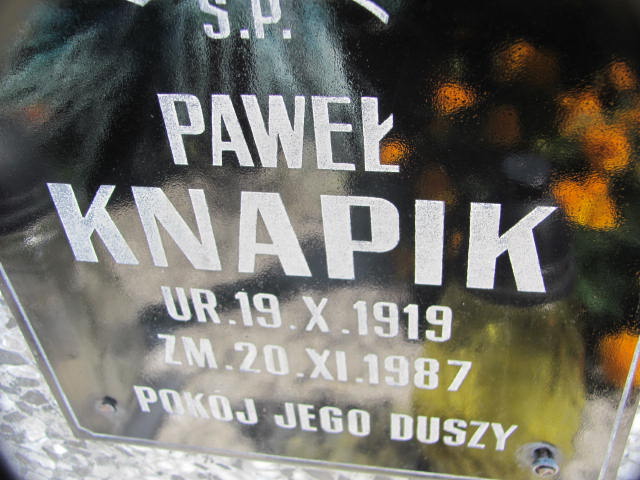 Ś.P.
PAWEŁ
KNAPIK
UR. 19. X. 1919
ZM. 20. XI. 1987
POKÓJ JEGO DUSZY